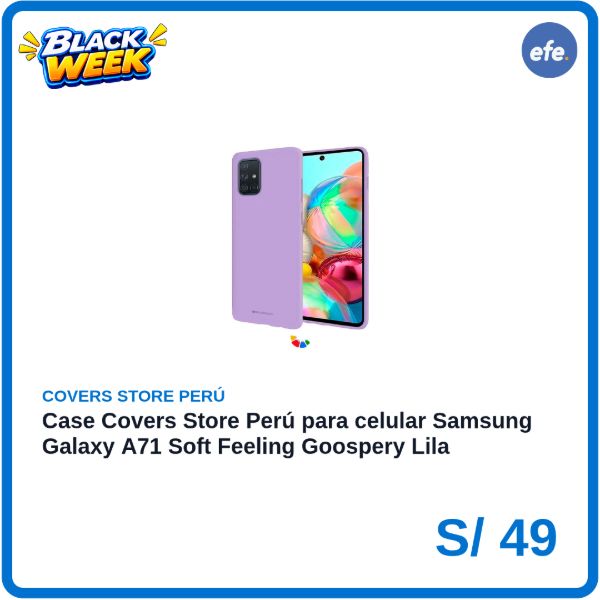 BLACK
WEEK
efe.
COVERS STORE PERÚ
Case Covers Store Perú para celular Samsung
Galaxy A71 Soft Feeling Goospery Lila
S/ 49